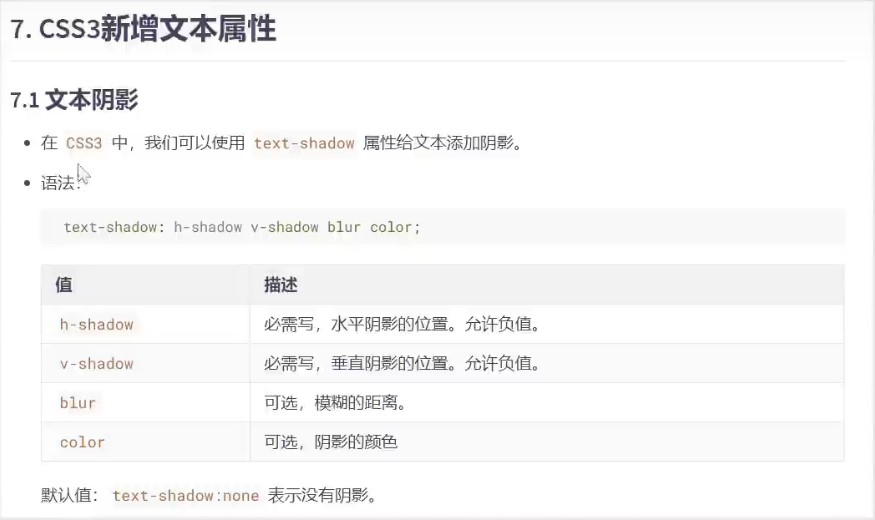 7. CSS3新增文本属性
7.1 文本阴影
在 CSS3 中，我们可以使用 text-shadow 属性给文本添加阴影。
语法：
text-shadow: h-shadow v-shadow blur color;
值 描述
h-shadow 必需写，水平阴影的位置。允许负值。
v-shadow 必需写，垂直阴影的位置。允许负值。
blur 可选，模糊的距离。
color 可选，阴影的颜色
默认值： text-shadow:none 表示没有阴影。